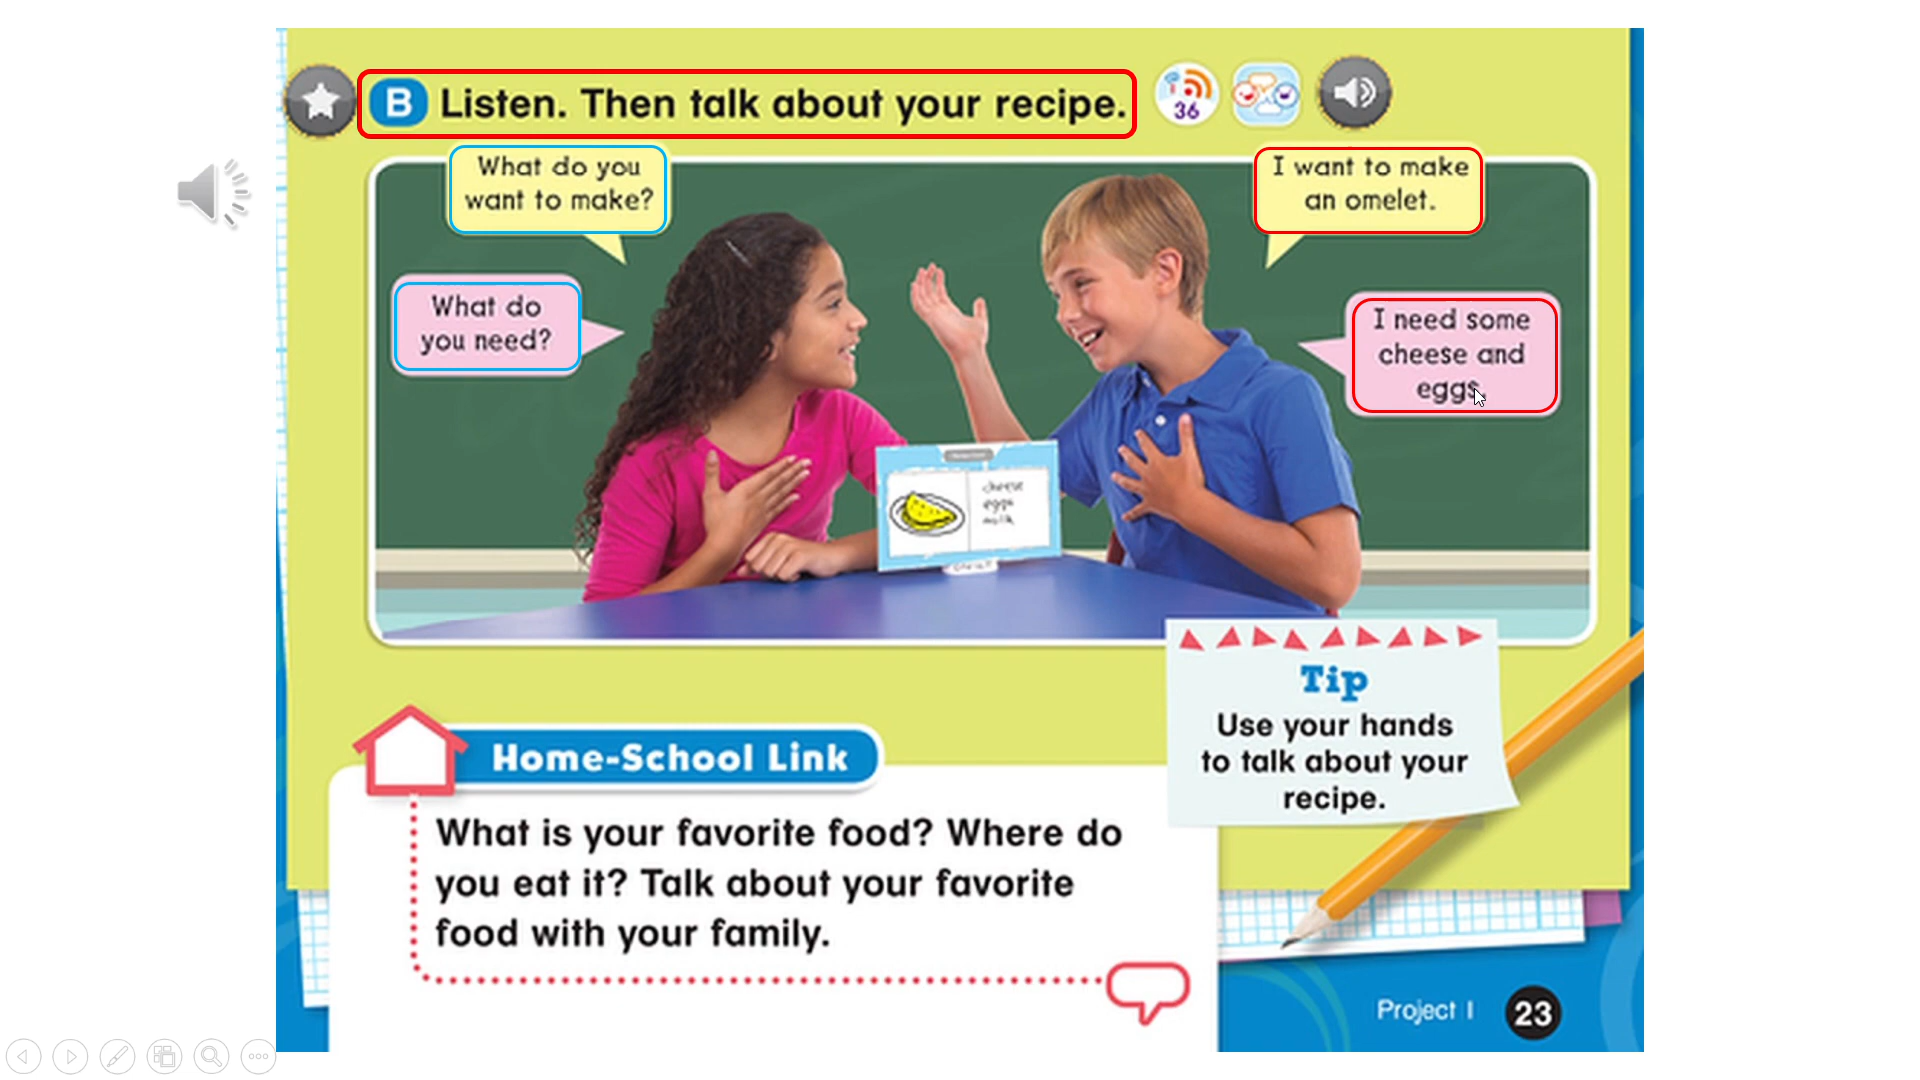 B Listen. Then talk about your recipe.
36
What do you
want to make?
I want to make
an omelet.
What do
you need?
I need some
cheese and
eggs.
cheese
eggs
milk
Tip
Use your hands
to talk about your
recipe.
Home-School Link
What is your favorite food? Where do
you eat it? Talk about your favorite
food with your family.
Project 1
23